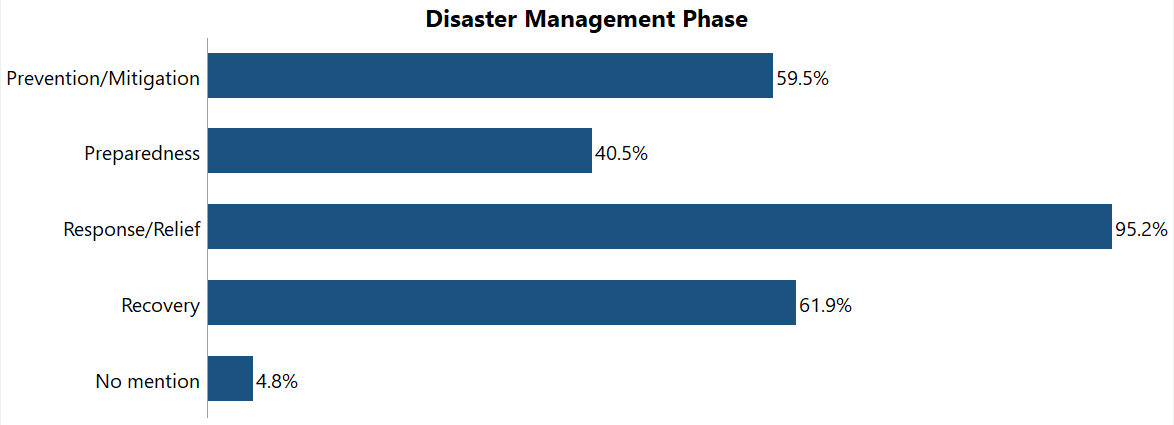 Disaster Management Phase
Prevention/Mitigation 59.5%
Preparedness 40.5%
Response/Relief 95.2%
Recovery 61.9%
No mention 4.8%